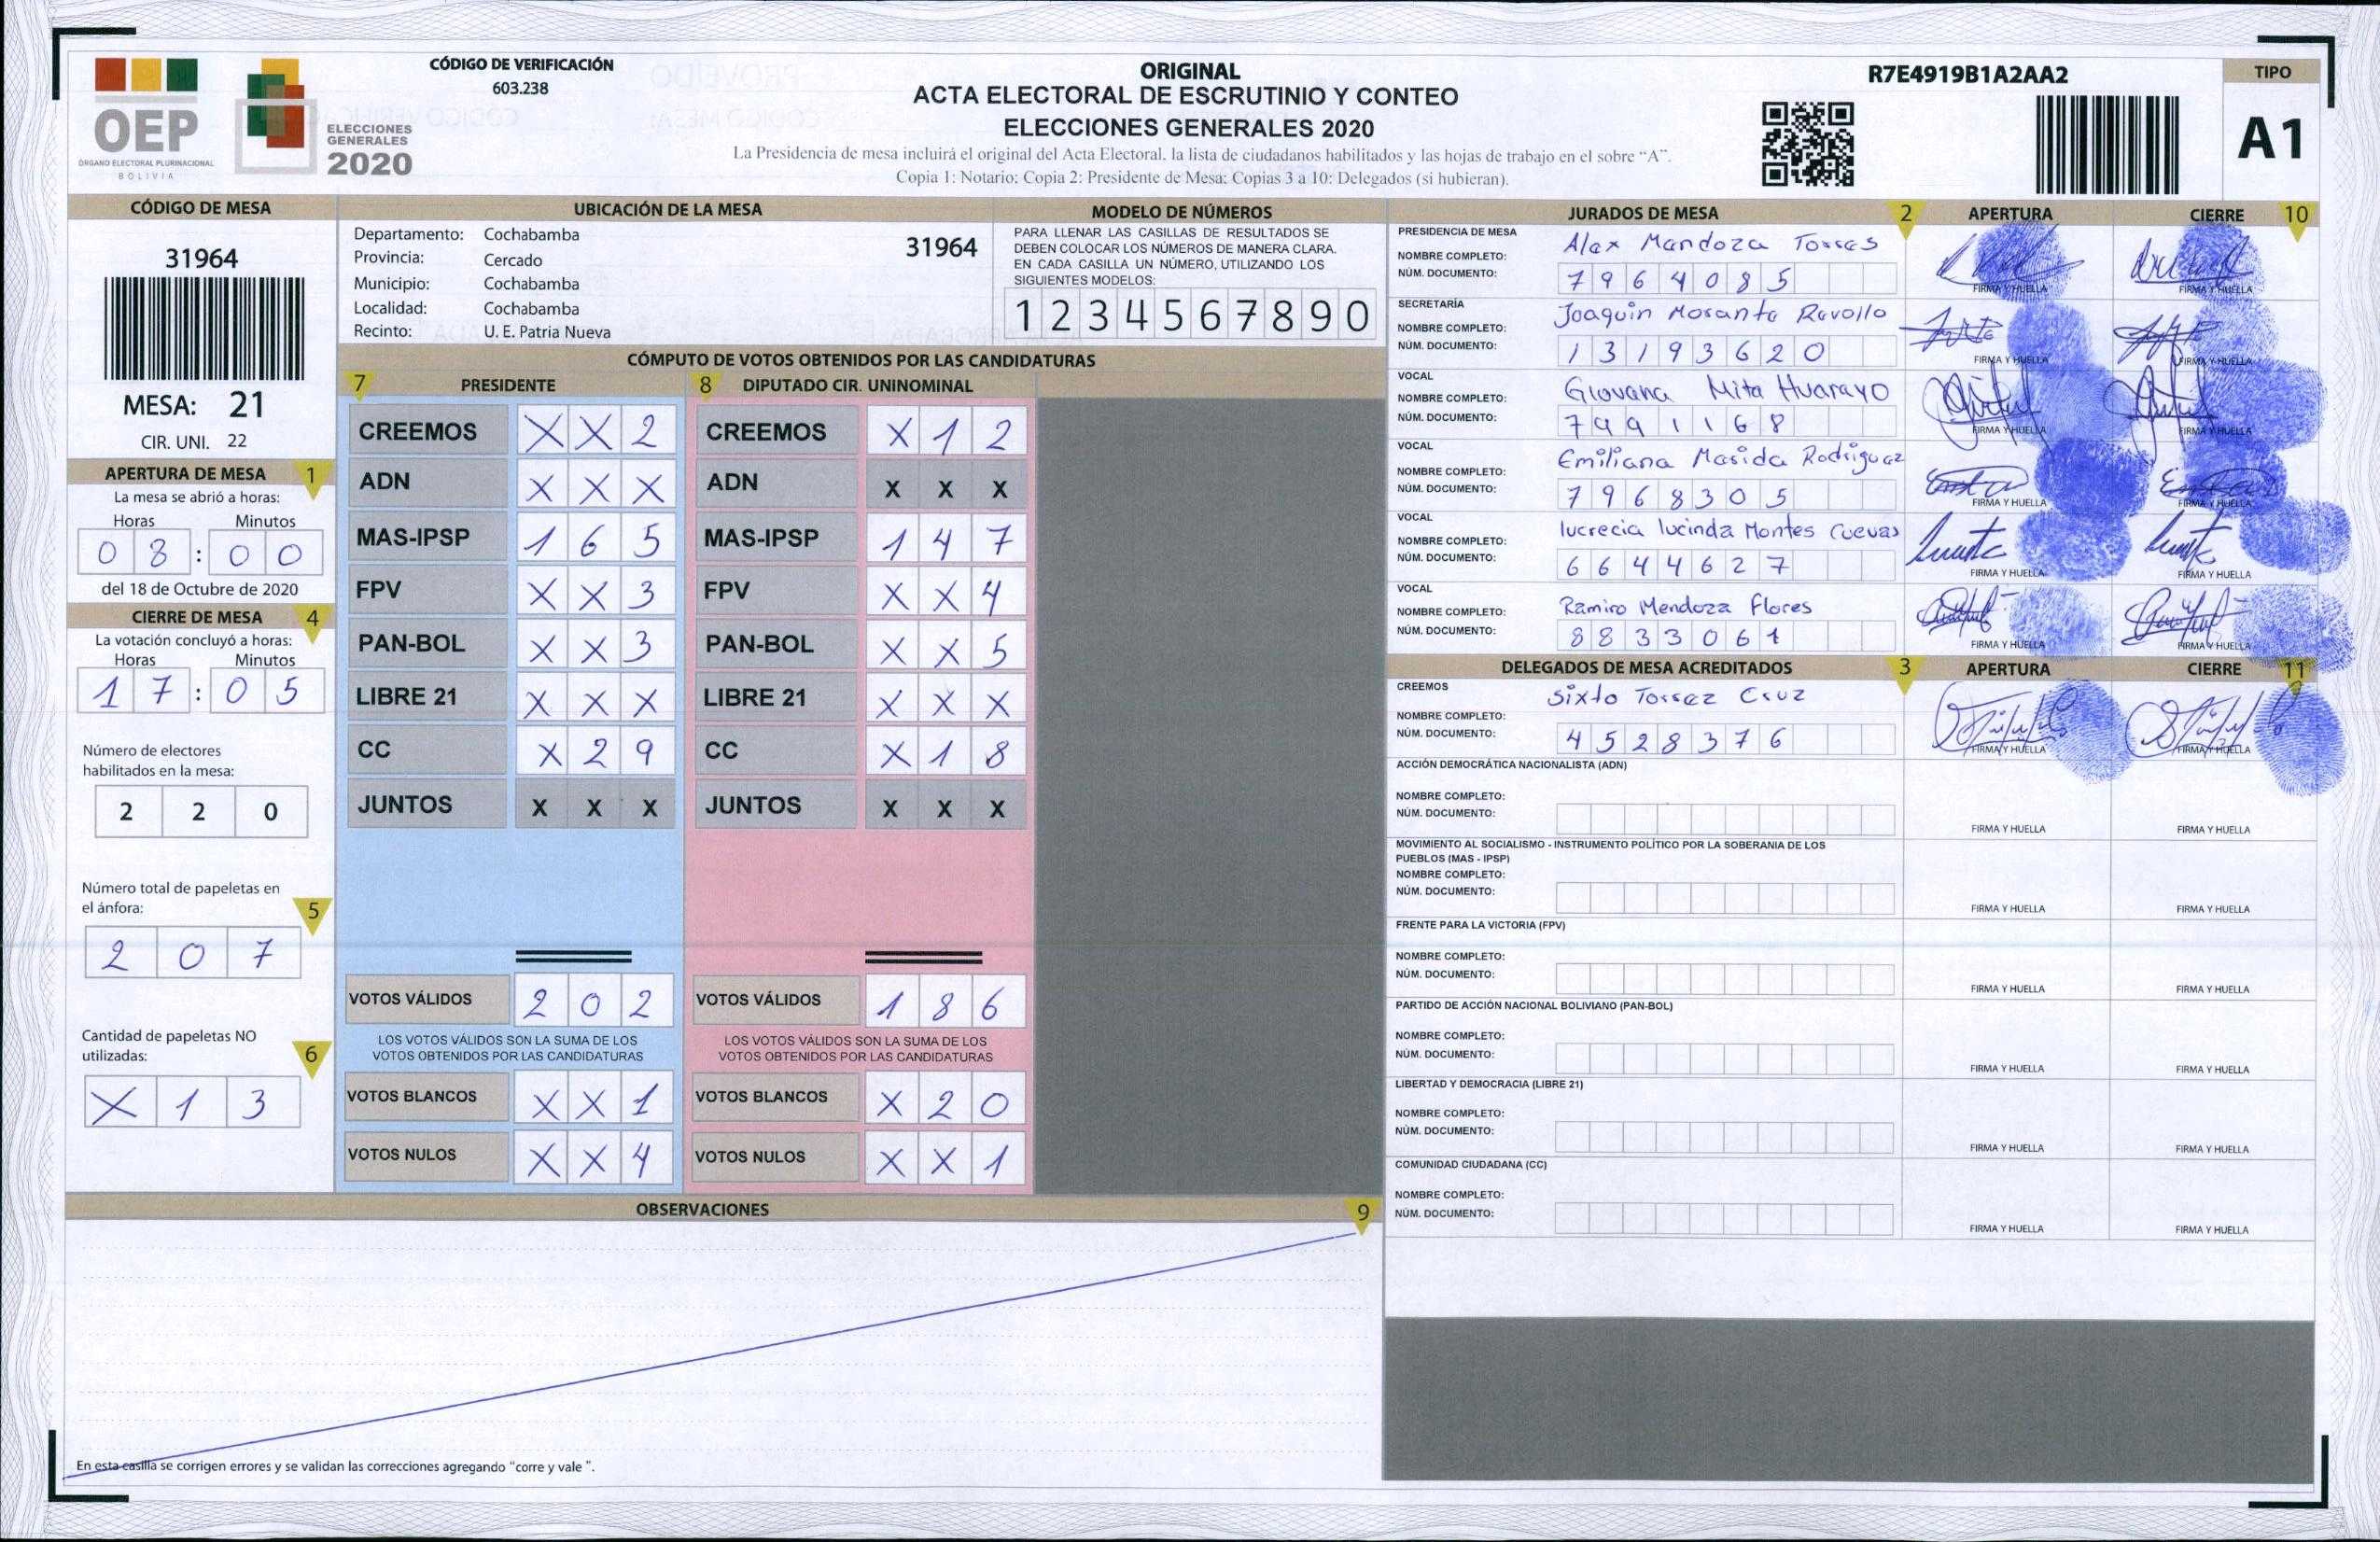 CÓDIGO DE VERIFICACIÓN
603.238
OEP
ÓRGANO ELECTORAL PLURINACIONAL
BOLIVIA
ELECCIONES
GENERALES
2020
ORIGINAL
ACTA ELECTORAL DE ESCRUTINIO Y CONTEO
ELECCIONES GENERALES 2020
La Presidencia de mesa incluirá el original del Acta Electoral, la lista de ciudadanos habilitados y las hojas de trabajo en el sobre “A”.
Copia 1: Notario; Copia 2: Presidente de Mesa; Copias 3 a 10: Delegados (si hubieran).
R7E4919B1A2AA2
TIPO
A1
CÓDIGO DE MESA
31964
MESA: 21
CIR. UNI. 22
APERTURA DE MESA 1
La mesa se abrió a horas:
Horas Minutos
0 8 : 0 0
del 18 de Octubre de 2020
CIERRE DE MESA 4
La votación concluyó a horas:
Horas Minutos
1 7 : 0 5
Número de electores
habilitados en la mesa:
2 2 0
Número total de papeletas en
el ánfora: 5
2 0 7
Cantidad de papeletas NO
utilizadas: 6
X 1 3
UBICACIÓN DE LA MESA
Departamento: Cochabamba
31964
Provincia: Cercado
Municipio: Cochabamba
Localidad: Cochabamba
Recinto: U. E. Patria Nueva
MODELO DE NÚMEROS
PARA LLENAR LAS CASILLAS DE RESULTADOS SE
DEBEN COLOCAR LOS NÚMEROS DE MANERA CLARA.
EN CADA CASILLA UN NÚMERO, UTILIZANDO LOS
SIGUIENTES MODELOS:
1 2 3 4 5 6 7 8 9 0
CÓMPUTO DE VOTOS OBTENIDOS POR LAS CANDIDATURAS
7 PRESIDENTE
CREEMOS X X 2
ADN X X X
MAS-IPSP 1 6 5
FPV X X 3
PAN-BOL X X 3
LIBRE 21 X X X
CC X 2 9
JUNTOS X X X
VOTOS VÁLIDOS 2 0 2
LOS VOTOS VÁLIDOS SON LA SUMA DE LOS
VOTOS OBTENIDOS POR LAS CANDIDATURAS
VOTOS BLANCOS X X 1
VOTOS NULOS X X 4
8 DIPUTADO CIR. UNINOMINAL
CREEMOS X 1 2
ADN X X X
MAS-IPSP 1 4 7
FPV X X 4
PAN-BOL X X 5
LIBRE 21 X X X
CC X 1 8
JUNTOS X X X
VOTOS VÁLIDOS 1 8 6
LOS VOTOS VÁLIDOS SON LA SUMA DE LOS
VOTOS OBTENIDOS POR LAS CANDIDATURAS
VOTOS BLANCOS X 2 0
VOTOS NULOS X X 1
OBSERVACIONES 9
En esta casilla se corrigen errores y se validan las correcciones agregando “corre y vale ”.
JURADOS DE MESA 2 APERTURA CIERRE 10
PRESIDENCIA DE MESA
NOMBRE COMPLETO: Alex Mandoza Torres
NÚM. DOCUMENTO: 7 9 6 4 0 8 5
FIRMA Y HUELLA FIRMA Y HUELLA
SECRETARÍA
NOMBRE COMPLETO: Joaquin Moranta Ravollo
NÚM. DOCUMENTO: 1 3 1 9 3 6 2 0
FIRMA Y HUELLA FIRMA Y HUELLA
VOCAL
NOMBRE COMPLETO: Giovana Mita Huarayo
NÚM. DOCUMENTO: 7 9 9 1 1 6 8
FIRMA Y HUELLA FIRMA Y HUELLA
VOCAL
NOMBRE COMPLETO: Emiliana Marida Rodriguez
NÚM. DOCUMENTO: 7 9 6 8 3 0 5
FIRMA Y HUELLA FIRMA Y HUELLA
VOCAL
NOMBRE COMPLETO: lucrecia lucinda Montes Cuevas
NÚM. DOCUMENTO: 6 6 4 4 6 2 7
FIRMA Y HUELLA FIRMA Y HUELLA
VOCAL
NOMBRE COMPLETO: Ramiro Mendoza Flores
NÚM. DOCUMENTO: 8 8 3 3 0 6 1
FIRMA Y HUELLA FIRMA Y HUELLA
DELEGADOS DE MESA ACREDITADOS 3 APERTURA CIERRE 11
CREEMOS
NOMBRE COMPLETO: Sixto Torrez Cruz
NÚM. DOCUMENTO: 4 5 2 8 3 7 6
FIRMA Y HUELLA FIRMA Y HUELLA
ACCIÓN DEMOCRÁTICA NACIONALISTA (ADN)
NOMBRE COMPLETO:
NÚM. DOCUMENTO:
FIRMA Y HUELLA FIRMA Y HUELLA
MOVIMIENTO AL SOCIALISMO - INSTRUMENTO POLÍTICO POR LA SOBERANIA DE LOS
PUEBLOS (MAS - IPSP)
NOMBRE COMPLETO:
NÚM. DOCUMENTO:
FIRMA Y HUELLA FIRMA Y HUELLA
FRENTE PARA LA VICTORIA (FPV)
NOMBRE COMPLETO:
NÚM. DOCUMENTO:
FIRMA Y HUELLA FIRMA Y HUELLA
PARTIDO DE ACCIÓN NACIONAL BOLIVIANO (PAN-BOL)
NOMBRE COMPLETO:
NÚM. DOCUMENTO:
FIRMA Y HUELLA FIRMA Y HUELLA
LIBERTAD Y DEMOCRACIA (LIBRE 21)
NOMBRE COMPLETO:
NÚM. DOCUMENTO:
FIRMA Y HUELLA FIRMA Y HUELLA
COMUNIDAD CIUDADANA (CC)
NOMBRE COMPLETO:
NÚM. DOCUMENTO:
FIRMA Y HUELLA FIRMA Y HUELLA